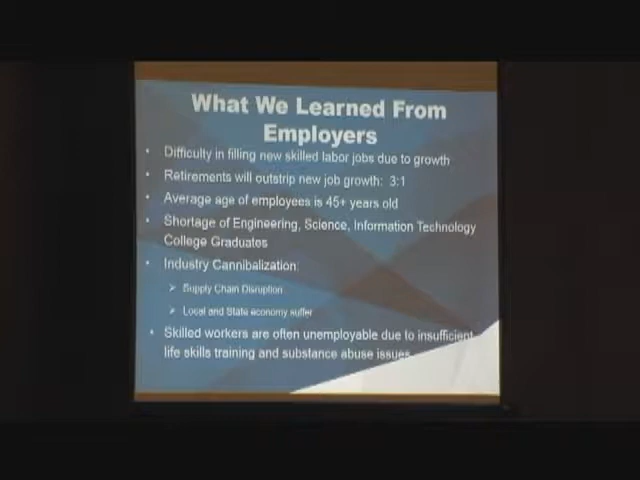 What We Learned From
Employers
• Difficulty in filling new skilled labor jobs due to growth
• Retirements will outstrip new job growth: 3:1
• Average age of employees is 45+ years old
• Shortage of Engineering, Science, Information Technology
College Graduates
• Industry Cannibalization:
➢ Supply Chain Disruption
➢ Local and State economy suffer
• Skilled workers are often unemployable due to insufficient
life skills training and substance abuse issues